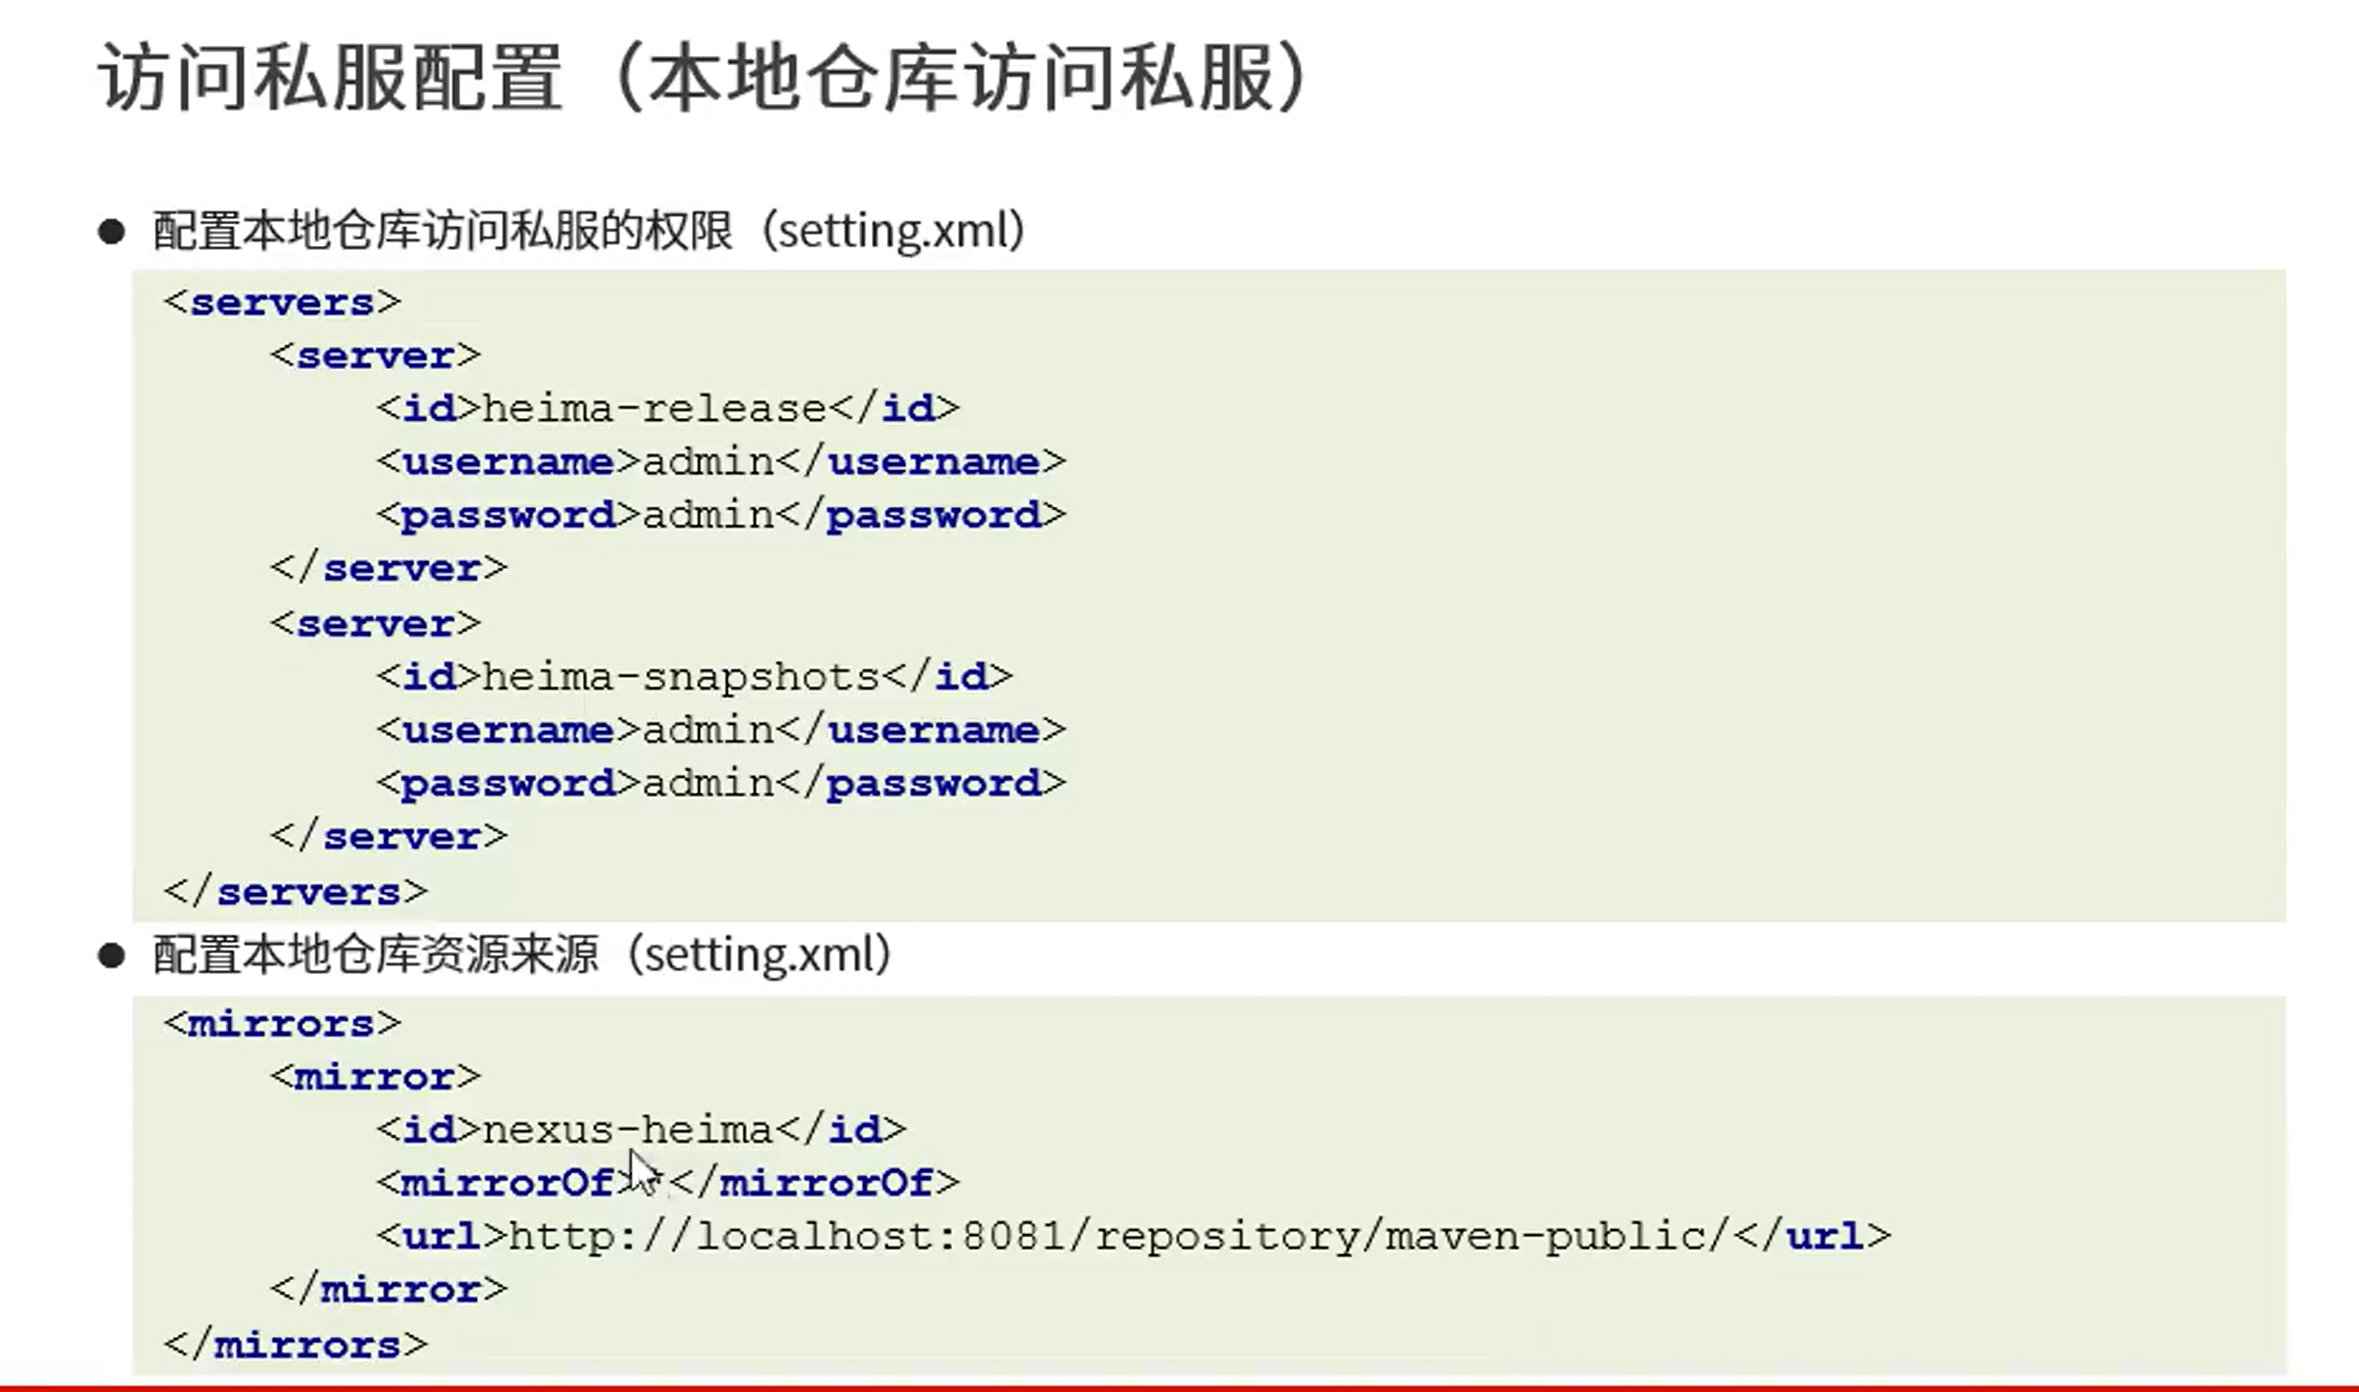 访问私服配置（本地仓库访问私服）
● 配置本地仓库访问私服的权限（setting.xml）
<servers>
<server>
<id>heima-release</id>
<username>admin</username>
<password>admin</password>
</server>
<server>
<id>heima-snapshots</id>
<username>admin</username>
<password>admin</password>
</server>
</servers>
● 配置本地仓库资源来源（setting.xml）
<mirrors>
<mirror>
<id>nexus-heima</id>
<mirrorOf>*</mirrorOf>
<url>http://localhost:8081/repository/maven-public/</url>
</mirror>
</mirrors>